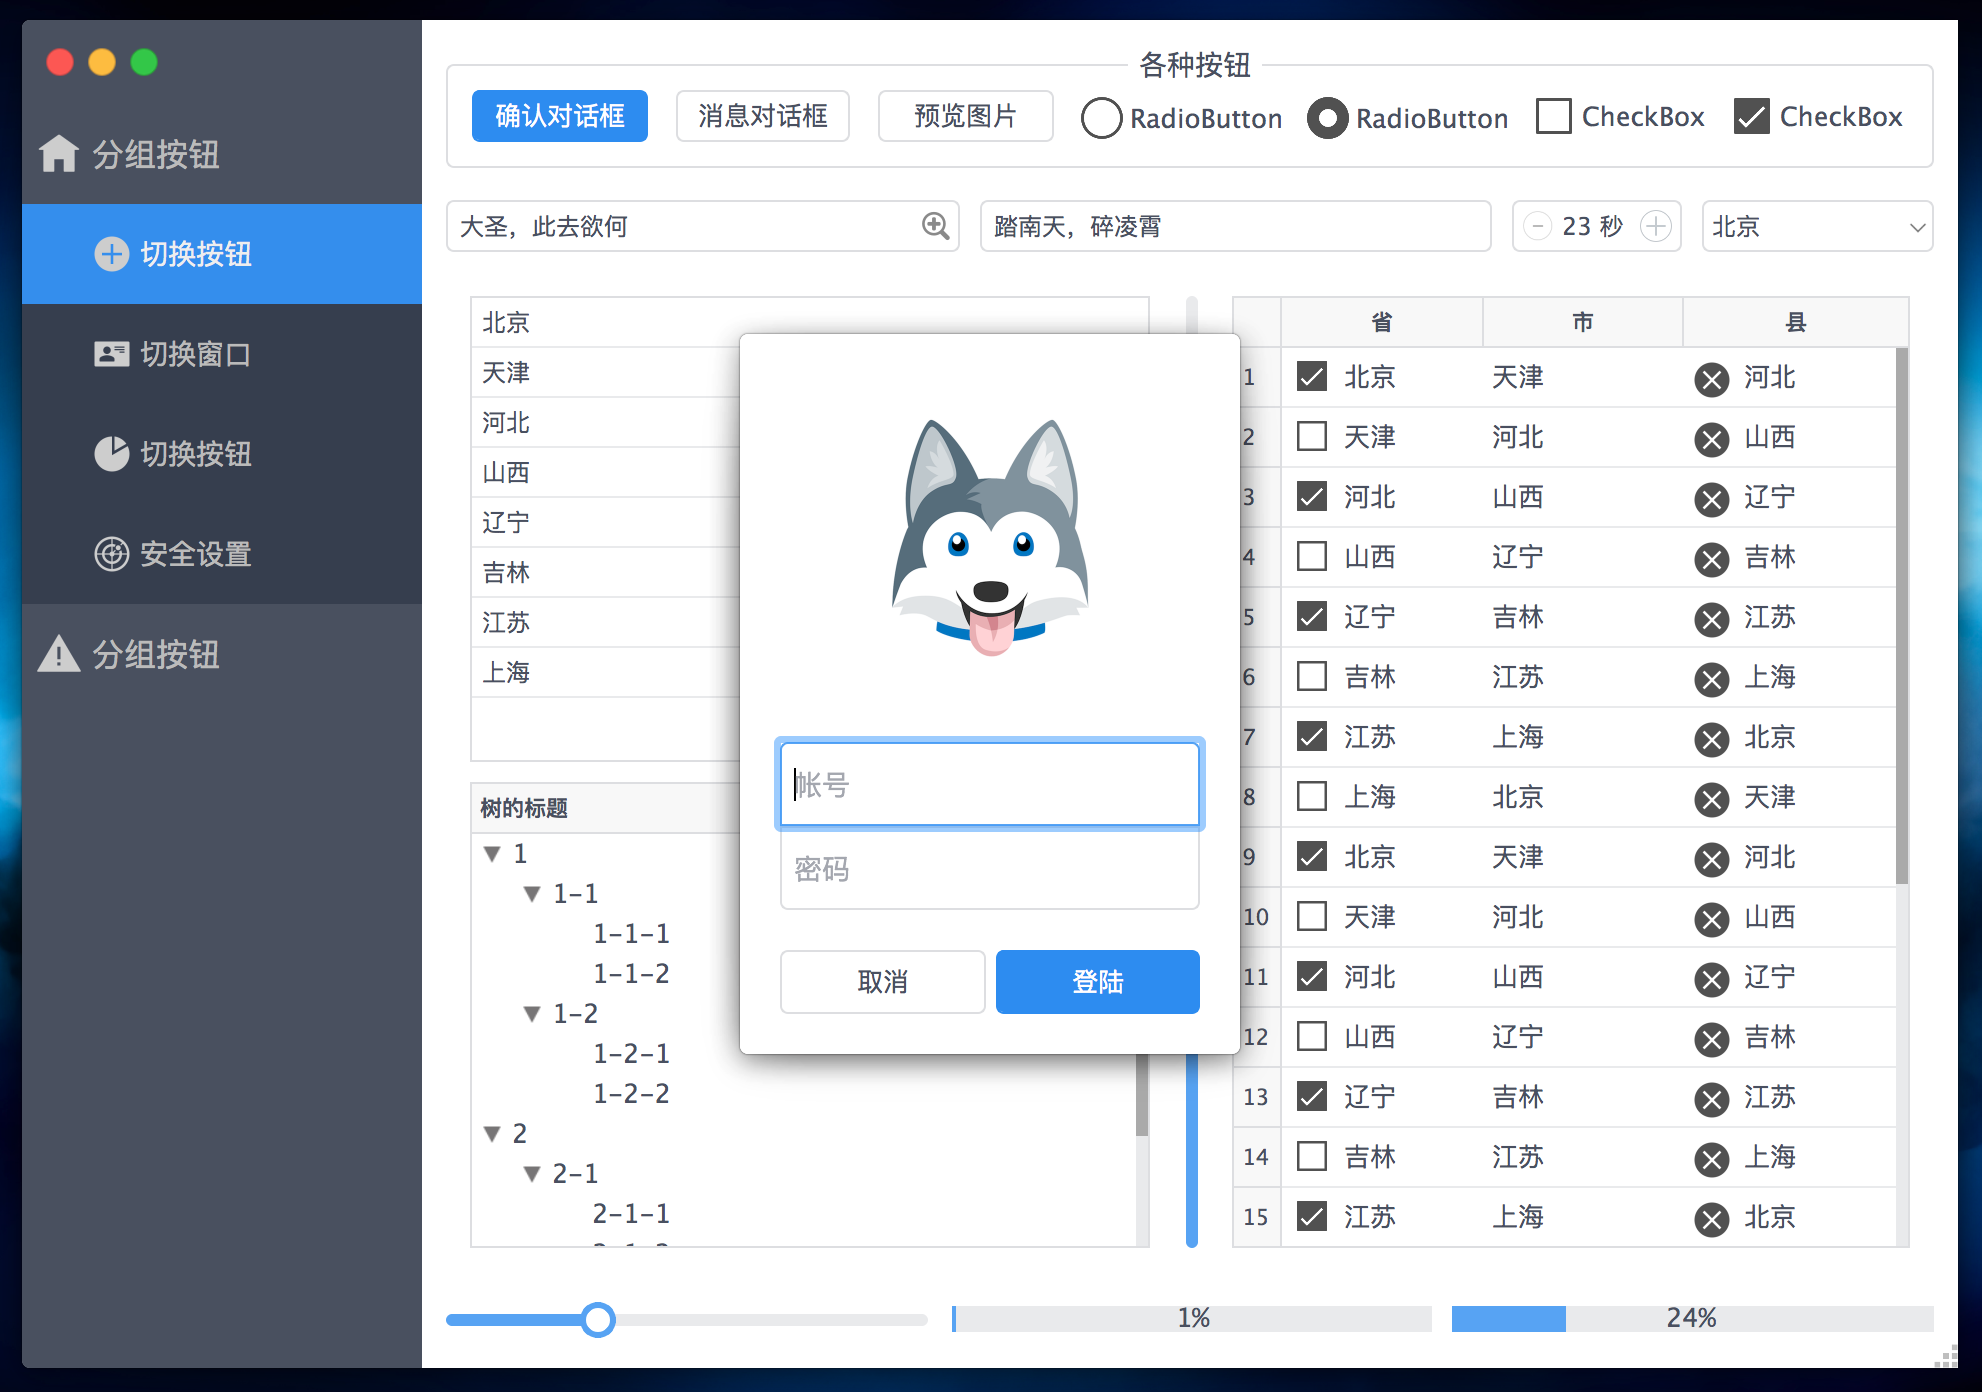 各种按钮
确认对话框 消息对话框 预览图片 RadioButton RadioButton CheckBox CheckBox
分组按钮
切换按钮
切换窗口
切换按钮
安全设置
分组按钮
大圣，此去欲何 踏南天，碎凌霄 23 秒 北京
北京
天津
河北
山西
辽宁
吉林
江苏
上海
树的标题
1
1-1
1-1-1
1-1-2
1-2
1-2-1
1-2-2
2
2-1
2-1-1
帐号
密码
取消 登陆
省 市 县
1 北京 天津 河北
2 天津 河北 山西
3 河北 山西 辽宁
4 山西 辽宁 吉林
5 辽宁 吉林 江苏
6 吉林 江苏 上海
7 江苏 上海 北京
8 上海 北京 天津
9 北京 天津 河北
10 天津 河北 山西
11 河北 山西 辽宁
12 山西 辽宁 吉林
13 辽宁 吉林 江苏
14 吉林 江苏 上海
15 江苏 上海 北京
1% 24%